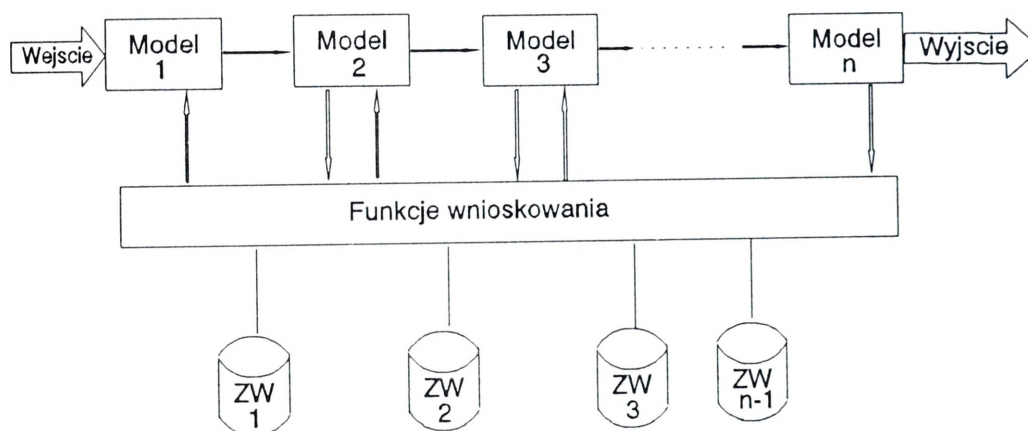 Wejscie
Model
1
Model
2
Model
3
Model
n
Wyjscie
Funkcje wnioskowania
ZW
1
ZW
2
ZW
3
ZW
n-1